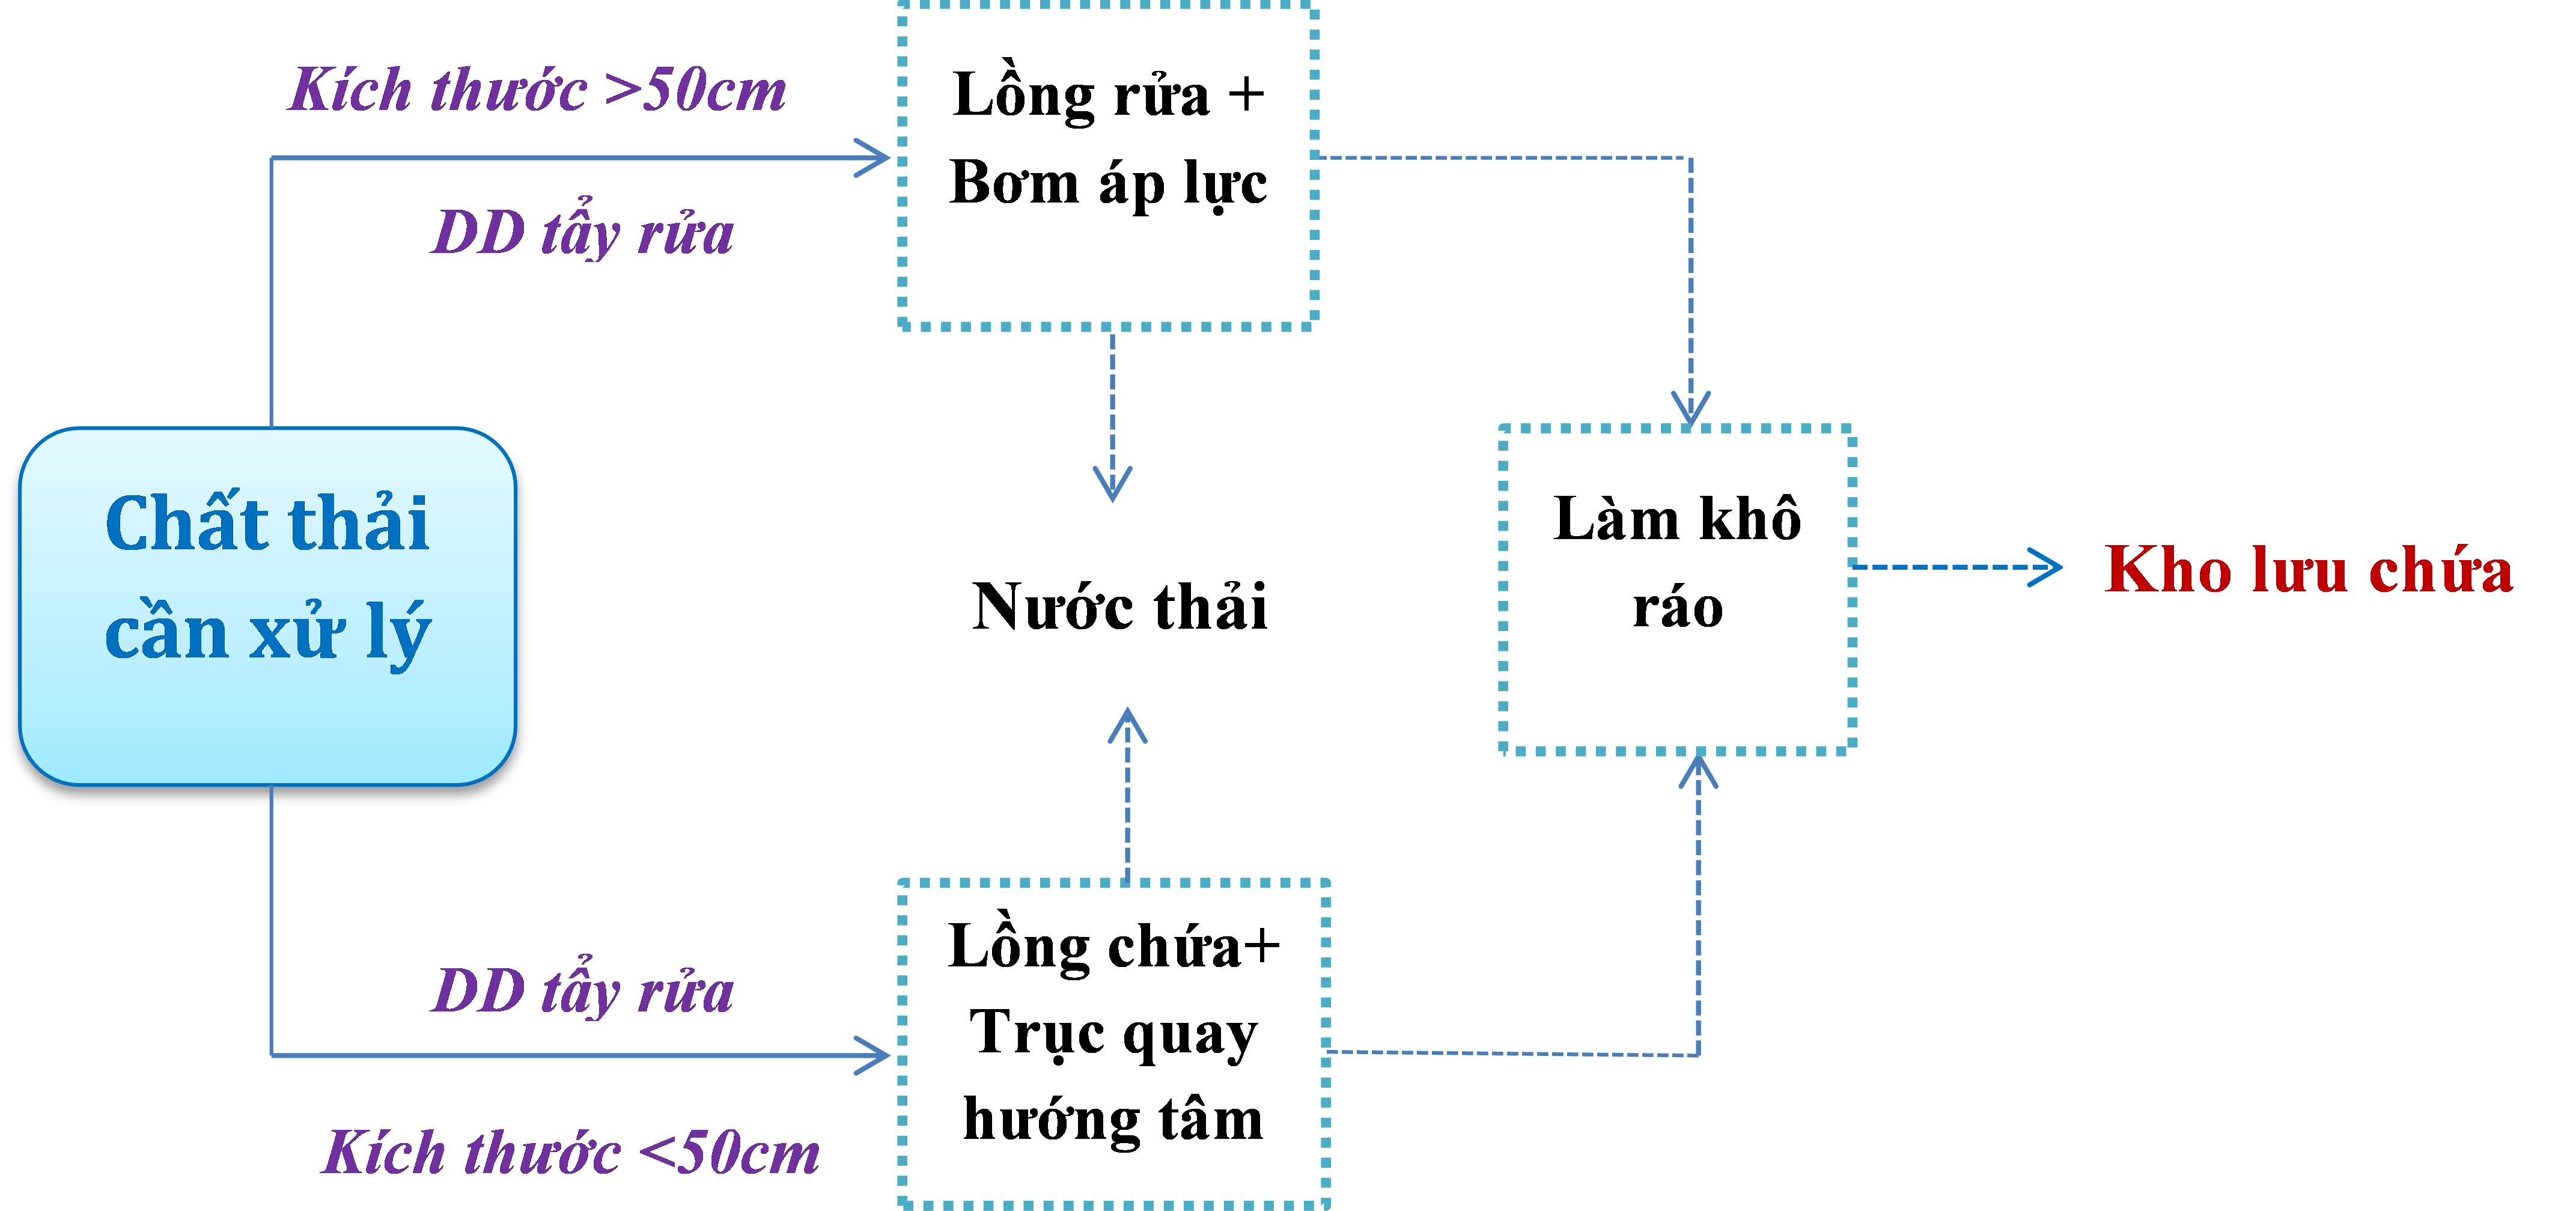 Kích thước >50cm
DD tẩy rửa
Lồng rửa +
Bơm áp lực
Chất thải
cần xử lý
Nước thải
Làm khô
ráo
Kho lưu chứa
DD tẩy rửa
Kích thước <50cm
Lồng chứa+
Trục quay
hướng tâm